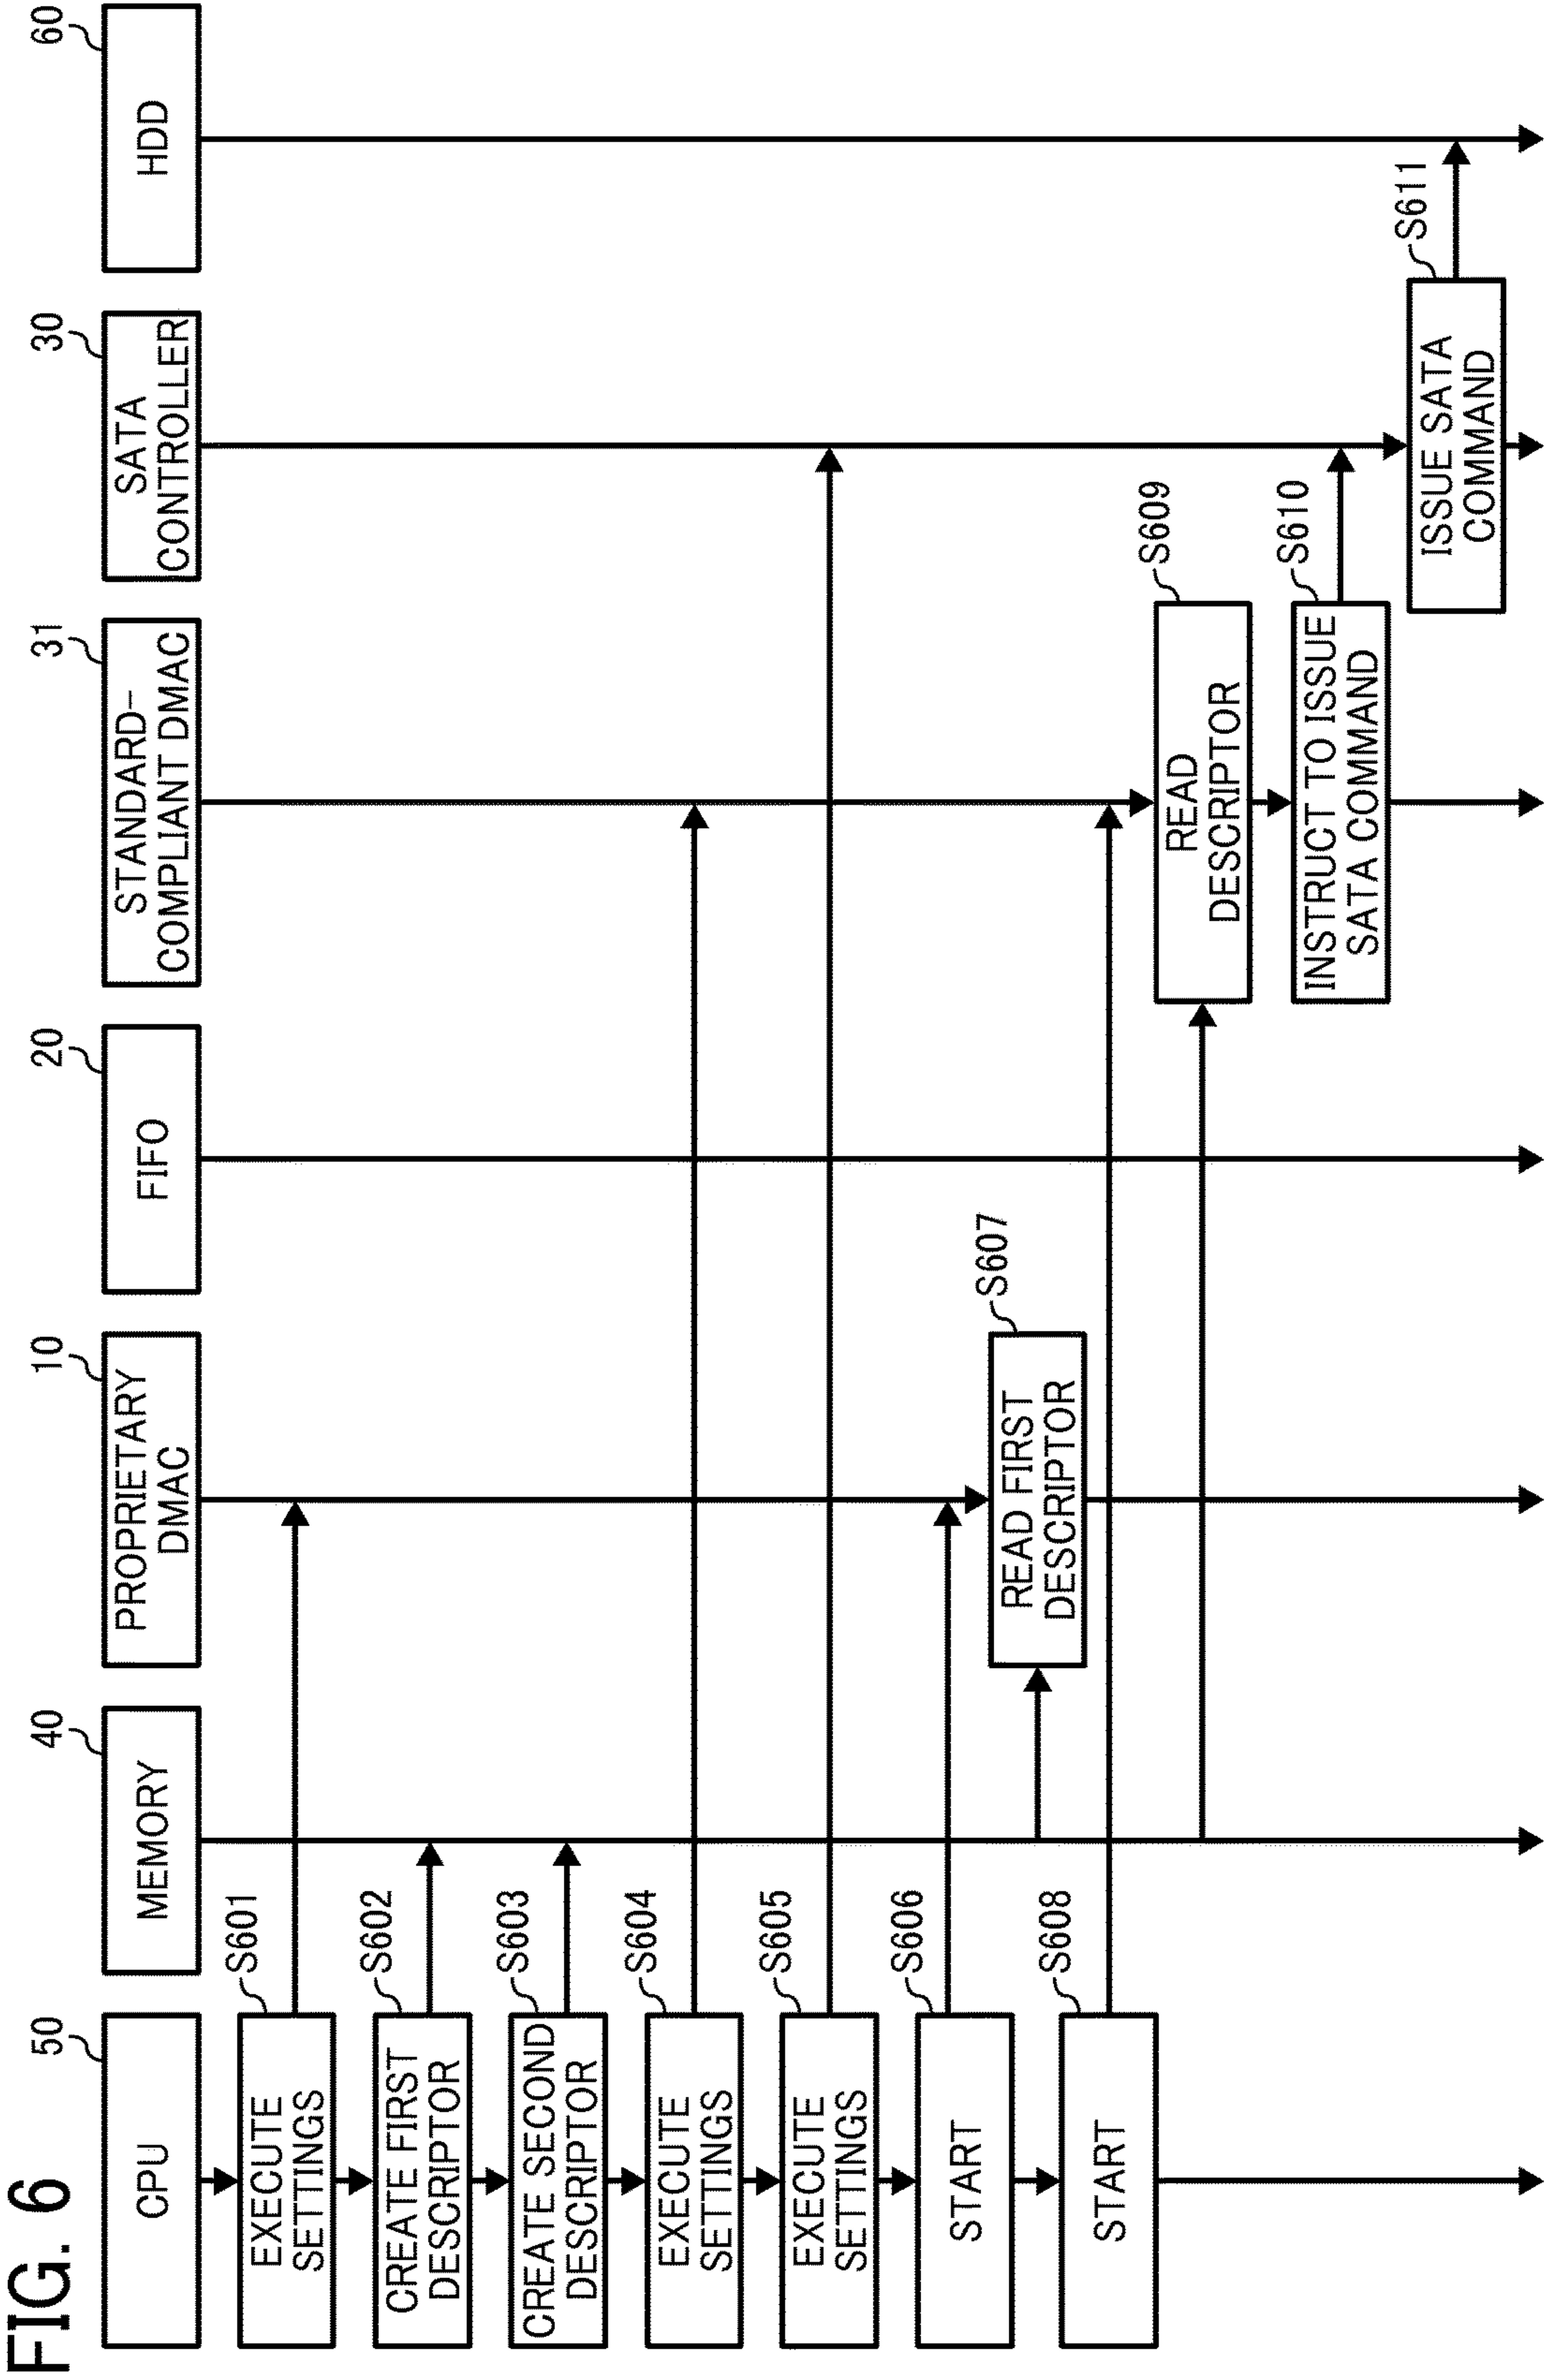 FIG. 6
50
CPU
40
MEMORY
10
PROPRIETARY
DMAC
20
FIFO
31
STANDARD-
COMPLIANT DMAC
30
SATA
CONTROLLER
60
HDD
S601
EXECUTE
SETTINGS
S602
CREATE FIRST
DESCRIPTOR
S603
CREATE SECOND
DESCRIPTOR
S604
EXECUTE
SETTINGS
S605
EXECUTE
SETTINGS
S606
START
S607
READ FIRST
DESCRIPTOR
S608
START
S609
READ
DESCRIPTOR
S610
INSTRUCT TO ISSUE
SATA COMMAND
S611
ISSUE SATA
COMMAND